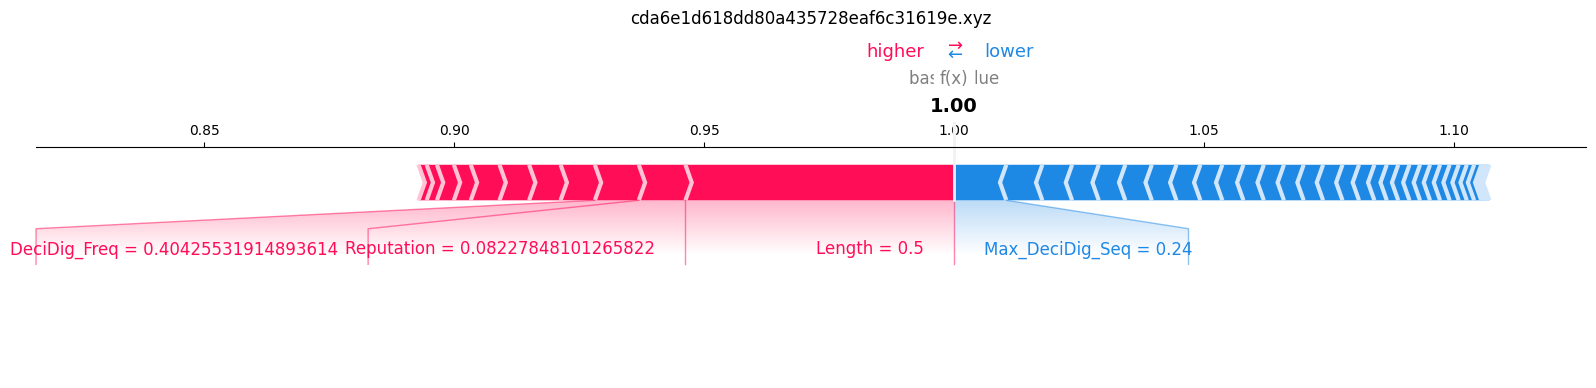 cda6e1d618dd80a435728eaf6c31619e.xyz
higher ⇄ lower
f(x) lue
1.00
0.85 0.90 0.95 1.00 1.05 1.10
DeciDig_Freq = 0.40425531914893614 Reputation = 0.08227848101265822 Length = 0.5 Max_DeciDig_Seq = 0.24